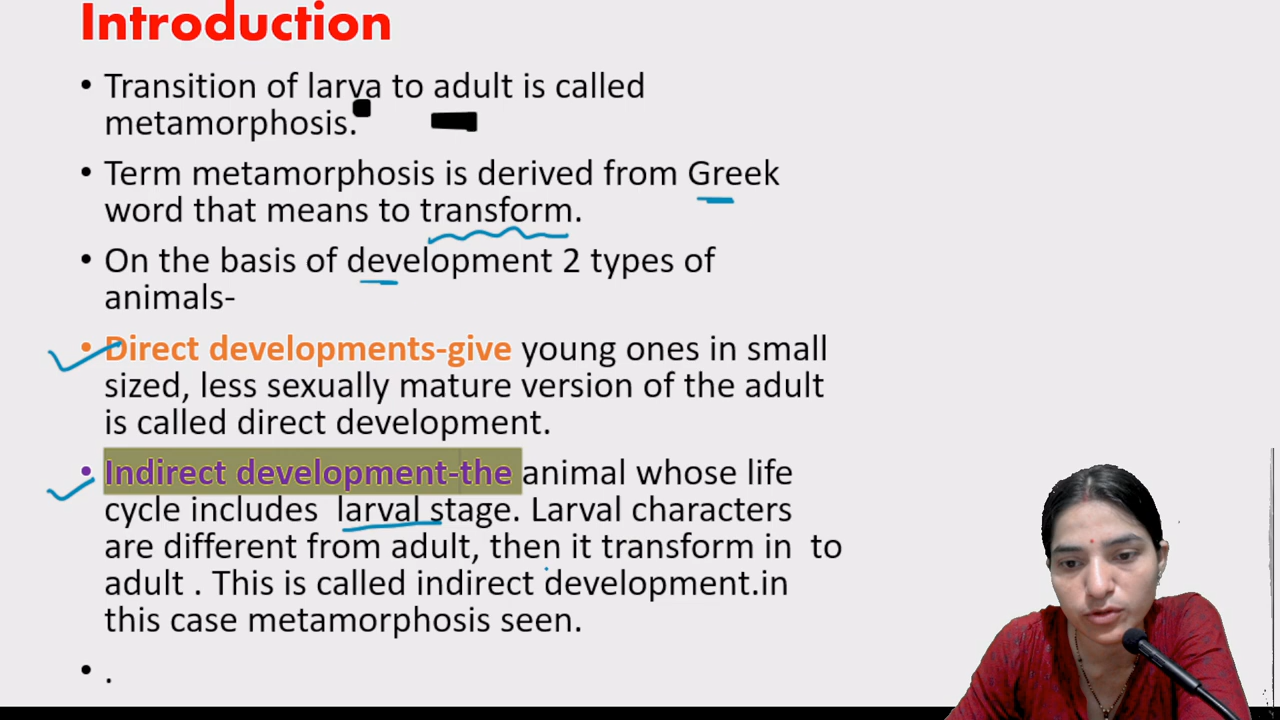 Introduction
• Transition of larva to adult is called
metamorphosis.
• Term metamorphosis is derived from Greek
word that means to transform.
• On the basis of development 2 types of
animals-
• Direct developments-give young ones in small
sized, less sexually mature version of the adult
is called direct development.
• Indirect development-the animal whose life
cycle includes larval stage. Larval characters
are different from adult, then it transform in to
adult . This is called indirect development.in
this case metamorphosis seen.
• .